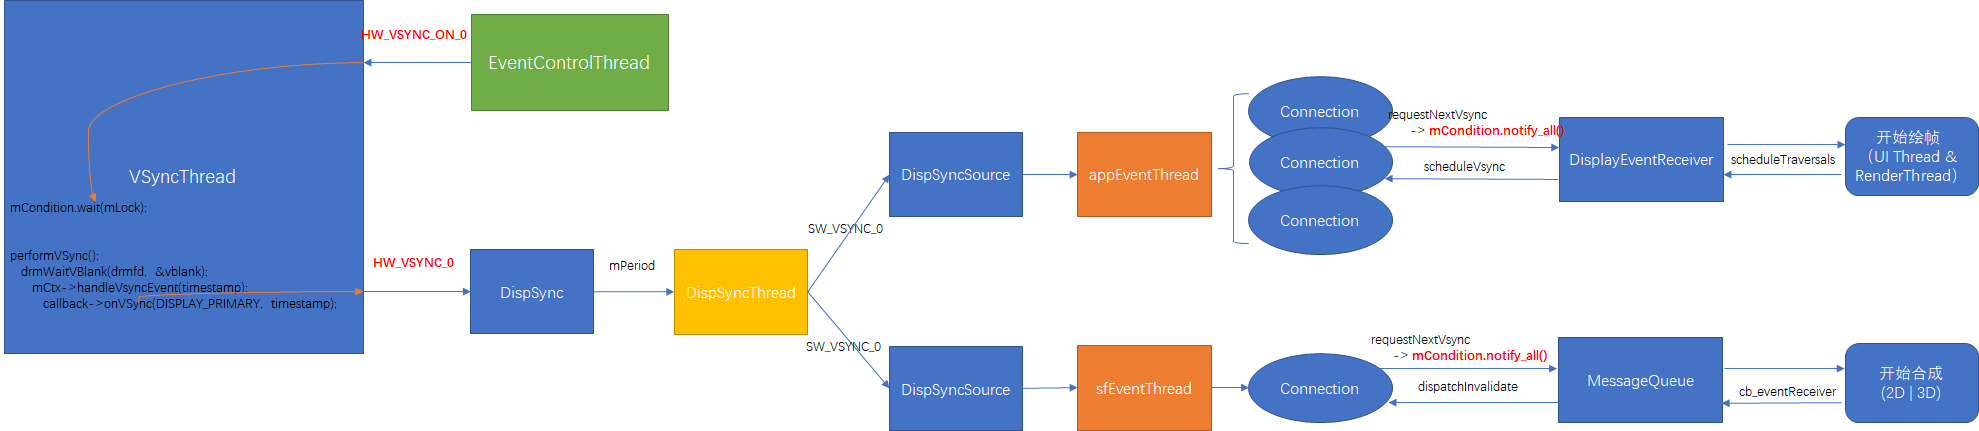 HW_VSYNC_ON_0
EventControlThread
VSyncThread
mCondition.wait(mLock);
performVSync();
drmWaitVBlank(drmfd, &vblank);
mCtx->handleVsyncEvent(timestamp);
callback->onVSync(DISPLAY_PRIMARY, timestamp);
HW_VSYNC_0
DispSync
mPeriod
DispSyncThread
SW_VSYNC_0
SW_VSYNC_0
DispSyncSource
appEventThread
Connection
Connection
Connection
requestNextVsync
-> mCondition.notify_all()
scheduleVsync
DisplayEventReceiver
scheduleTraversals
开始绘帧
（UI Thread &
RenderThread）
DispSyncSource
sfEventThread
Connection
requestNextVsync
-> mCondition.notify_all()
dispatchInvalidate
MessageQueue
cb_eventReceiver
开始合成
(2D | 3D)